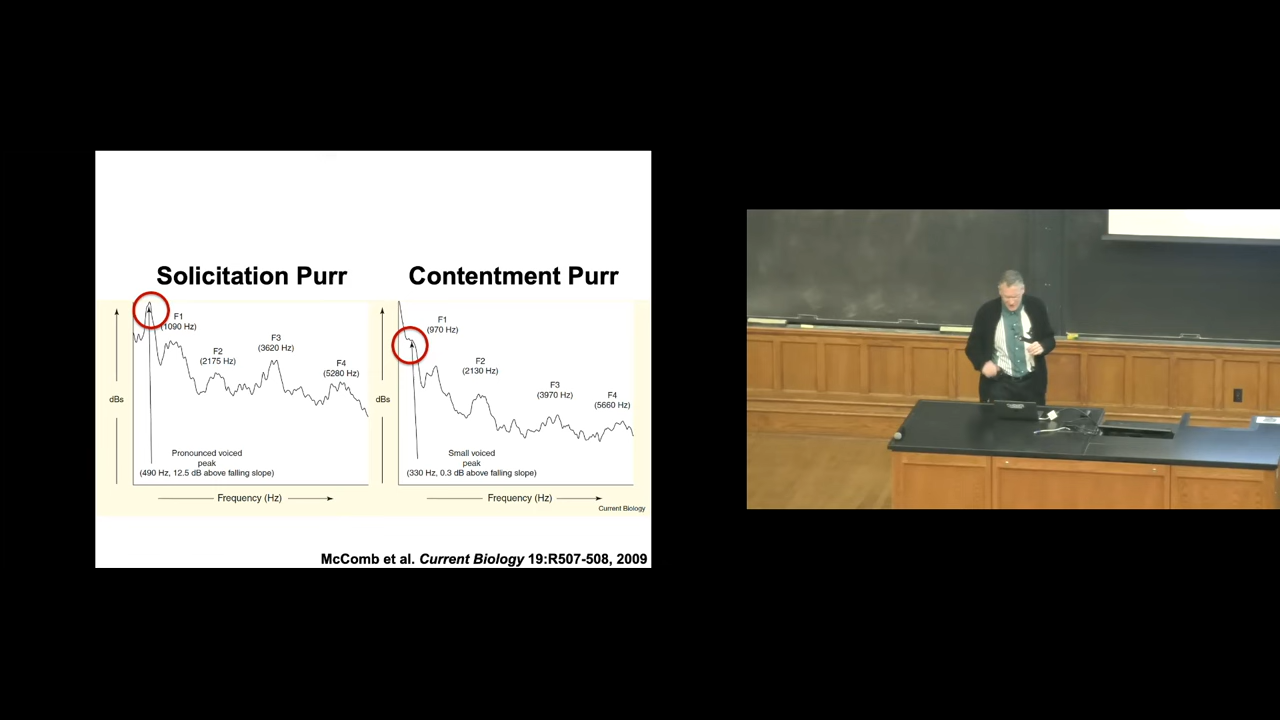 Solicitation Purr
Contentment Purr
F1
(1090 Hz)
F2
(2175 Hz)
F3
(3620 Hz)
F4
(5280 Hz)
dBs
Pronounced voiced
peak
(490 Hz, 12.5 dB above falling slope)
Frequency (Hz)
F1
(970 Hz)
F2
(2130 Hz)
F3
(3970 Hz)
F4
(5660 Hz)
dBs
Small voiced
peak
(330 Hz, 0.3 dB above falling slope)
Frequency (Hz)
Current Biology
McComb et al. Current Biology 19:R507-508, 2009